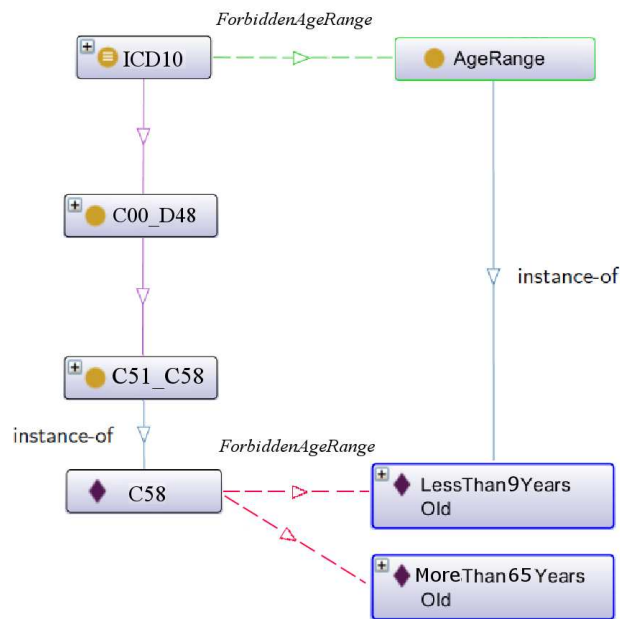 ForbiddenAgeRange
ICD10
AgeRange
C00_D48
instance-of
C51_C58
instance-of
ForbiddenAgeRange
C58
LessThan9Years
Old
MoreThan65Years
Old